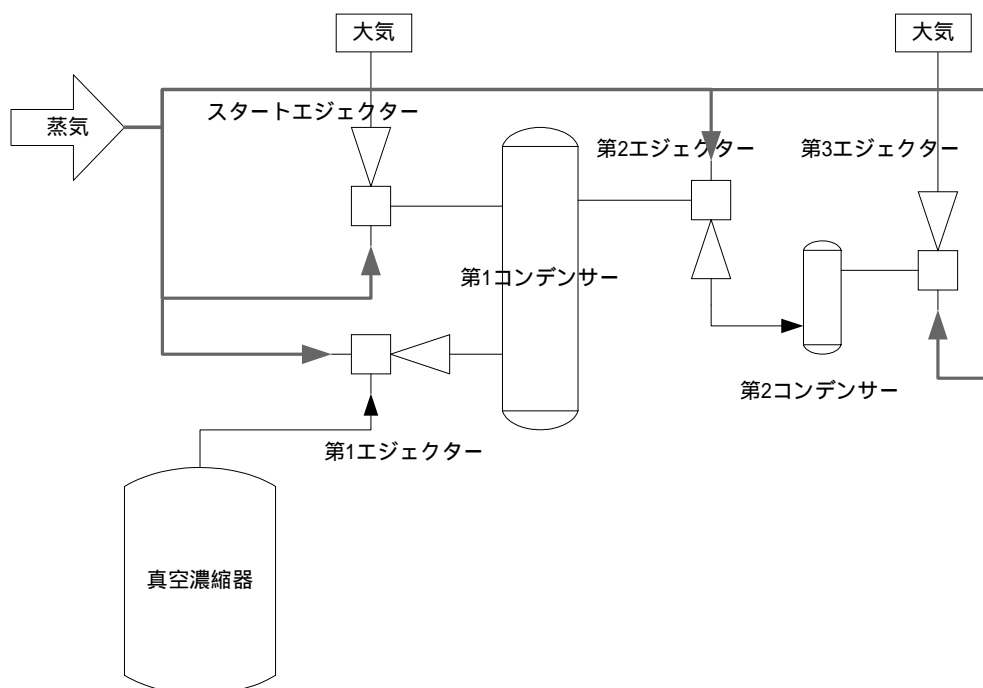 大気
大気
蒸気
スタートエジェクター
第2エジェクター
第3エジェクター
第1コンデンサー
第2コンデンサー
第1エジェクター
真空濃縮器